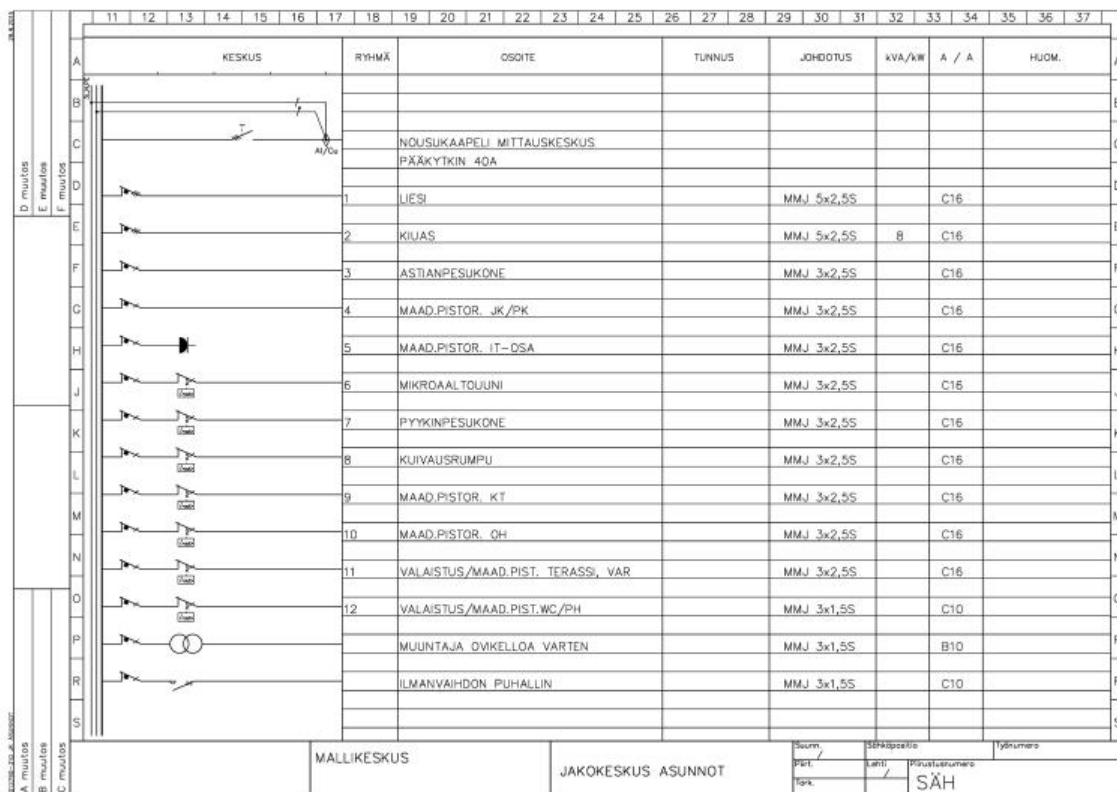 11 12 13 14 15 16 17 18 19 20 21 22 23 24 25 26 27 28 29 30 31 32 33 34 35 36 37
A KESKUS RYHMÄ OSOITE TUNNUS JOHDOTUS kVA/kW A / A HUOM.
B
C NOUSUKAAPELI MITTAUSKESKUS
Al/Cu
PÄÄKYTKIN 40A
D 1 LIESI MMJ 5x2,5S C16
E 2 KIUAS MMJ 5x2,5S 8 C16
F 3 ASTIANPESUKONE MMJ 3x2,5S C16
G 4 MAAD.PISTOR. JK/PK MMJ 3x2,5S C16
H 5 MAAD.PISTOR. IT-OSA MMJ 3x2,5S C16
J 6 MIKROAALTOUUNI MMJ 3x2,5S C16
K 7 PYYKINPESUKONE MMJ 3x2,5S C16
L 8 KUIVAUSRUMPU MMJ 3x2,5S C16
M 9 MAAD.PISTOR. KT MMJ 3x2,5S C16
N 10 MAAD.PISTOR. OH MMJ 3x2,5S C16
O 11 VALAISTUS/MAAD.PIST. TERASSI, VAR MMJ 3x2,5S C16
P 12 VALAISTUS/MAAD.PIST.WC/PH MMJ 3x1,5S C10
R MUUNTAJA OVIKELLOA VARTEN MMJ 3x1,5S B10
S ILMANVAIHDON PUHALLIN MMJ 3x1,5S C10
D muutos
E muutos
F muutos
A muutos
B muutos
C muutos
MALLIKESKUS
JAKOKESKUS ASUNNOT
Suunn. /
Piirt.
Tark.
Sähköpositio
Lehti /
Työnumero
Piirustusnumero
SÄH